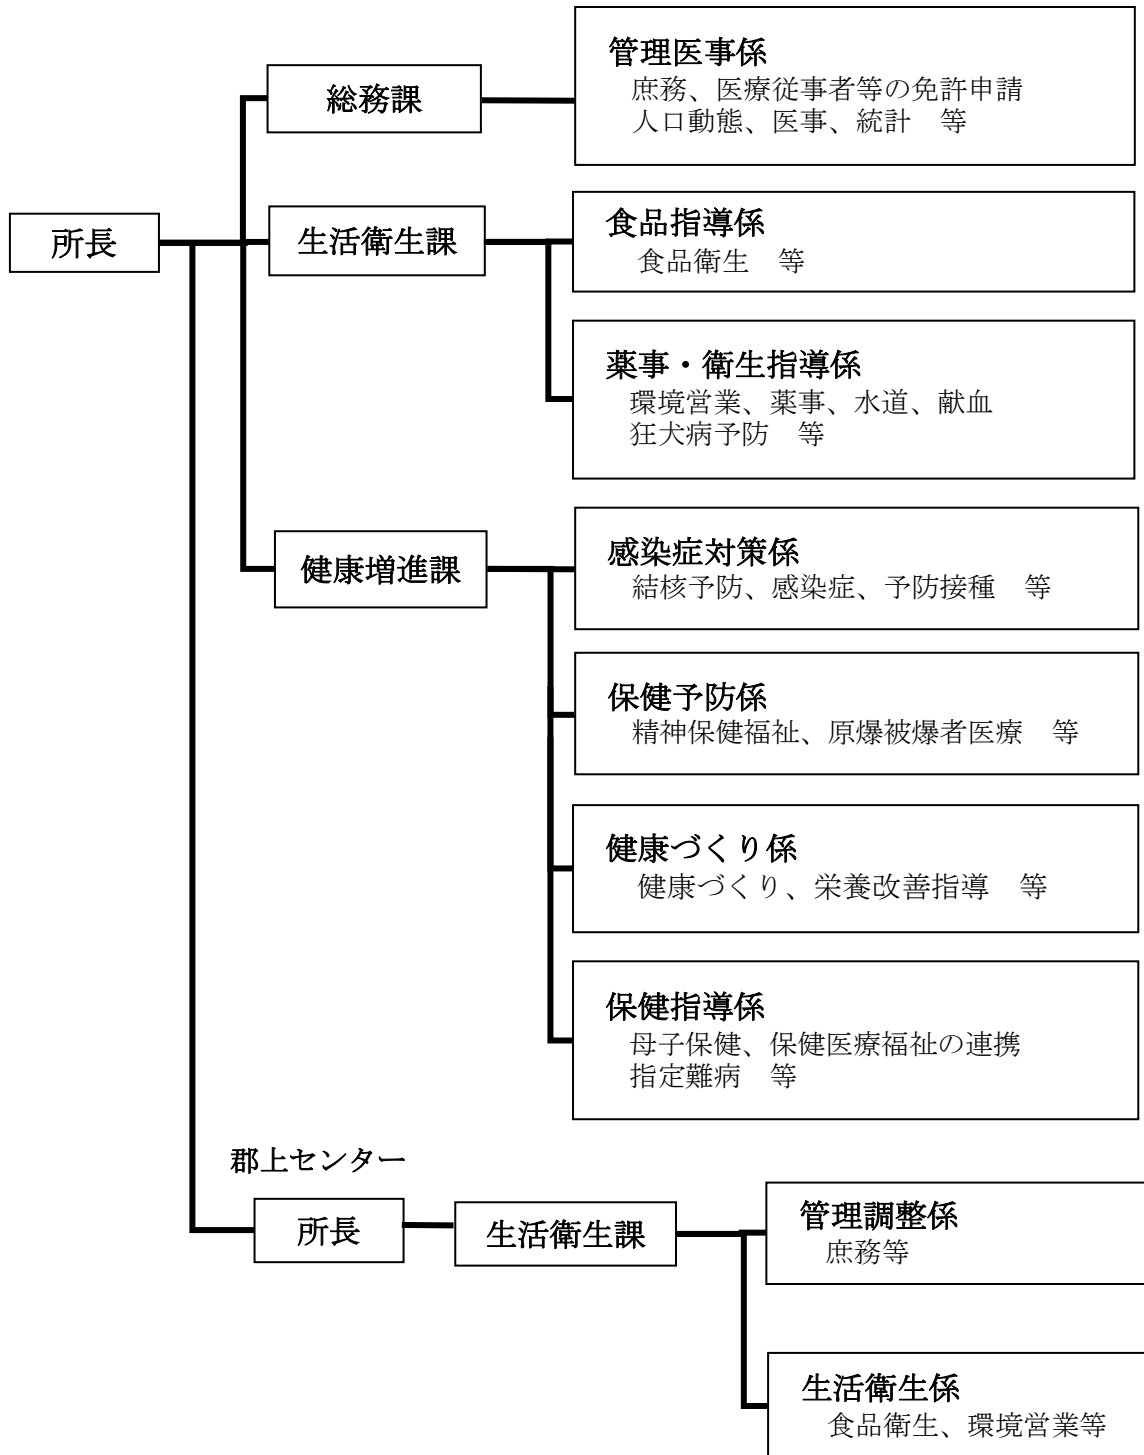 管理医事係
庶務、医療従事者等の免許申請
人口動態、医事、統計　等
総務課
所長
生活衛生課
食品指導係
食品衛生　等
薬事・衛生指導係
環境営業、薬事、水道、献血
狂犬病予防　等
健康増進課
感染症対策係
結核予防、感染症、予防接種　等
保健予防係
精神保健福祉、原爆被爆者医療　等
健康づくり係
健康づくり、栄養改善指導　等
保健指導係
母子保健、保健医療福祉の連携
指定難病　等
郡上センター
所長
生活衛生課
管理調整係
庶務等
生活衛生係
食品衛生、環境営業等